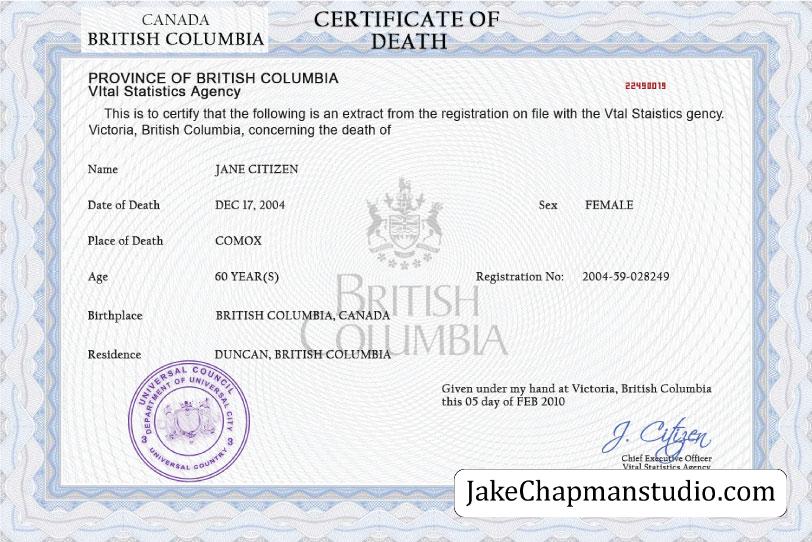 CANADA
BRITISH COLUMBIA
CERTIFICATE OF
DEATH
PROVINCE OF BRITISH COLUMBIA
VItal Statistics Agency
22490019
This is to certify that the following is an extract from the registration on file with the Vtal Staistics gency.
Victoria, British Columbia, concerning the death of
Name JANE CITIZEN
Date of Death DEC 17, 2004 Sex FEMALE
Place of Death COMOX
Age 60 YEAR(S) Registration No: 2004-59-028249
BRITISH
COLUMBIA
Birthplace BRITISH COLUMBIA, CANADA
Residence DUNCAN, BRITISH COLUMBIA
UNIVERSAL COUNCIL
DEPARTMENT OF UNIVERSAL CITY
3 3
UNIVERSAL COUNTRY
Given under my hand at Victoria, British Columbia
this 05 day of FEB 2010
J. Citizen
Chief Executive Officer
Vital Statistics Agency
JakeChapmanstudio.com